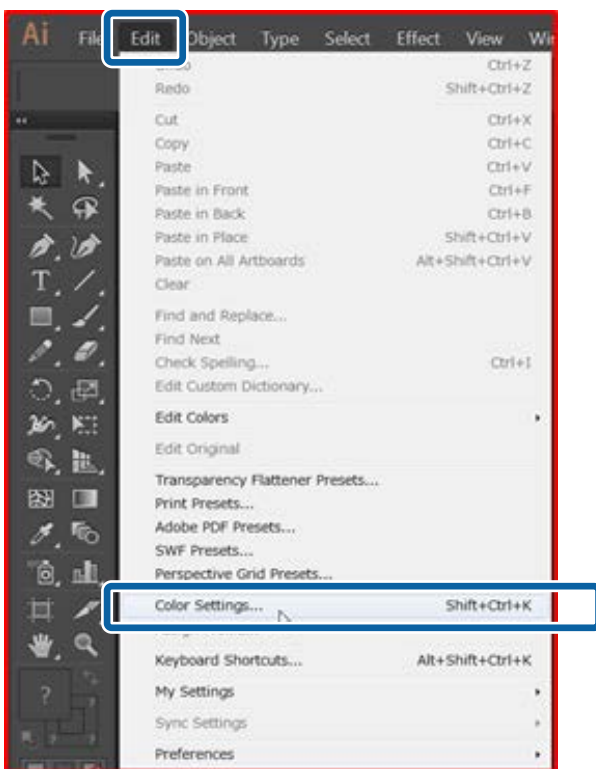 Ai File Edit Object Type Select Effect View Wi
Ctrl+Z
Redo Shift+Ctrl+Z
Cut Ctrl+X
Copy Ctrl+C
Paste Ctrl+V
Paste in Front Ctrl+F
Paste in Back Ctrl+B
Paste in Place Shift+Ctrl+V
Paste on All Artboards Alt+Shift+Ctrl+V
Clear
Find and Replace...
Find Next
Check Spelling... Ctrl+I
Edit Custom Dictionary...
Edit Colors
Edit Original
Transparency Flattener Presets...
Print Presets...
Adobe PDF Presets...
SWF Presets...
Perspective Grid Presets...
Color Settings... Shift+Ctrl+K
Keyboard Shortcuts... Alt+Shift+Ctrl+K
My Settings
Sync Settings
Preferences